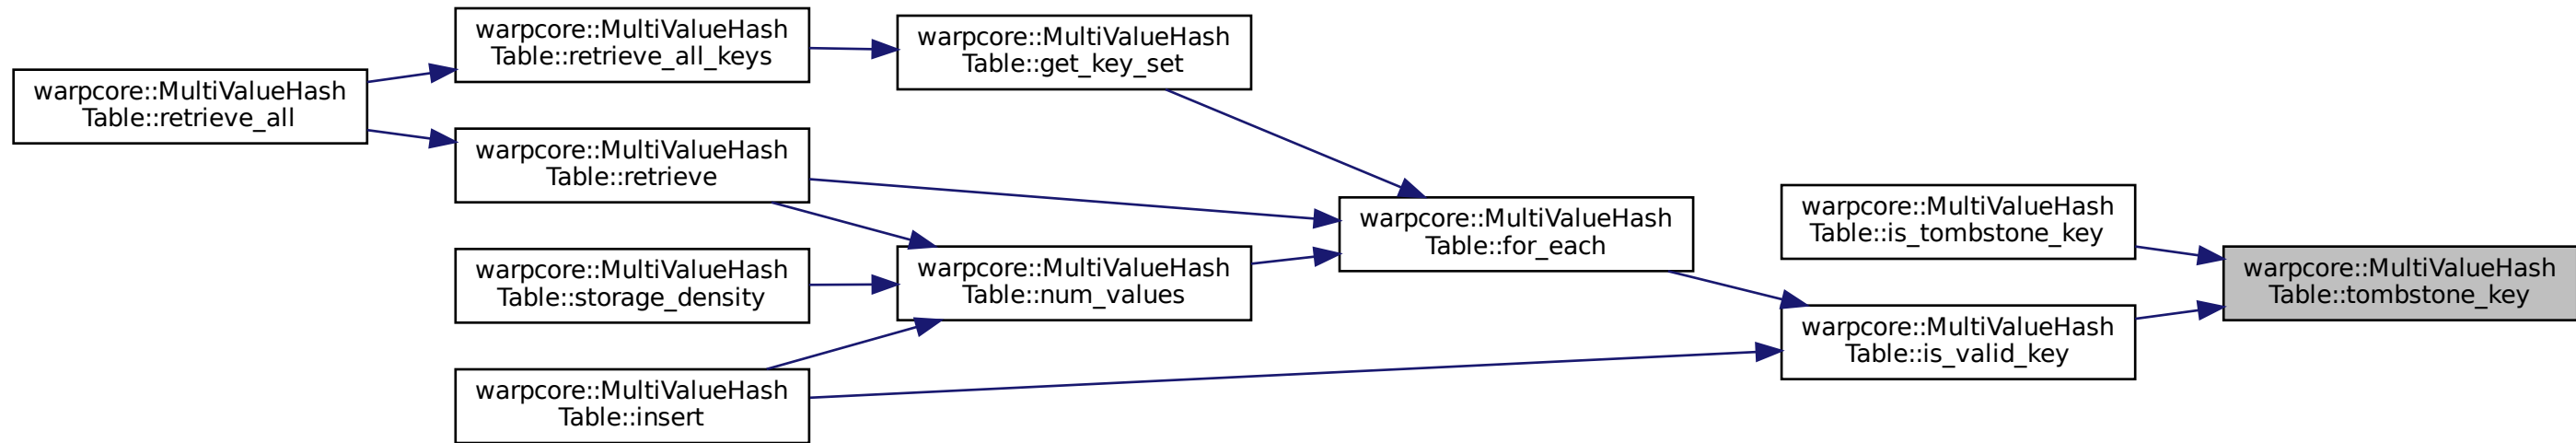 warpcore::MultiValueHash
Table::retrieve_all
warpcore::MultiValueHash
Table::retrieve_all_keys
warpcore::MultiValueHash
Table::retrieve
warpcore::MultiValueHash
Table::storage_density
warpcore::MultiValueHash
Table::insert
warpcore::MultiValueHash
Table::get_key_set
warpcore::MultiValueHash
Table::num_values
warpcore::MultiValueHash
Table::for_each
warpcore::MultiValueHash
Table::is_tombstone_key
warpcore::MultiValueHash
Table::is_valid_key
warpcore::MultiValueHash
Table::tombstone_key